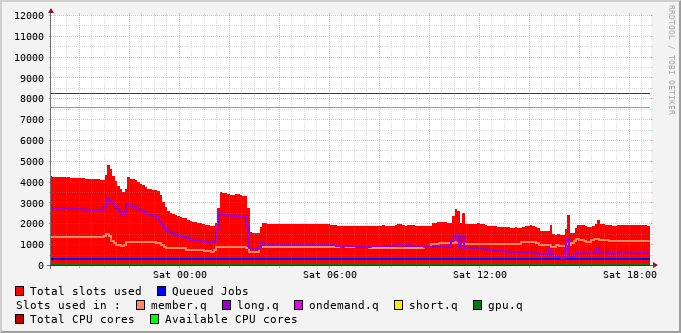 12000
11000
10000
9000
8000
7000
6000
5000
4000
3000
2000
1000
0
Sat 00:00 Sat 06:00 Sat 12:00 Sat 18:00
Total slots used Queued Jobs
Slots used in : member.q long.q ondemand.q short.q gpu.q
Total CPU cores Available CPU cores
RRDTOOL / TOBI OETIKER